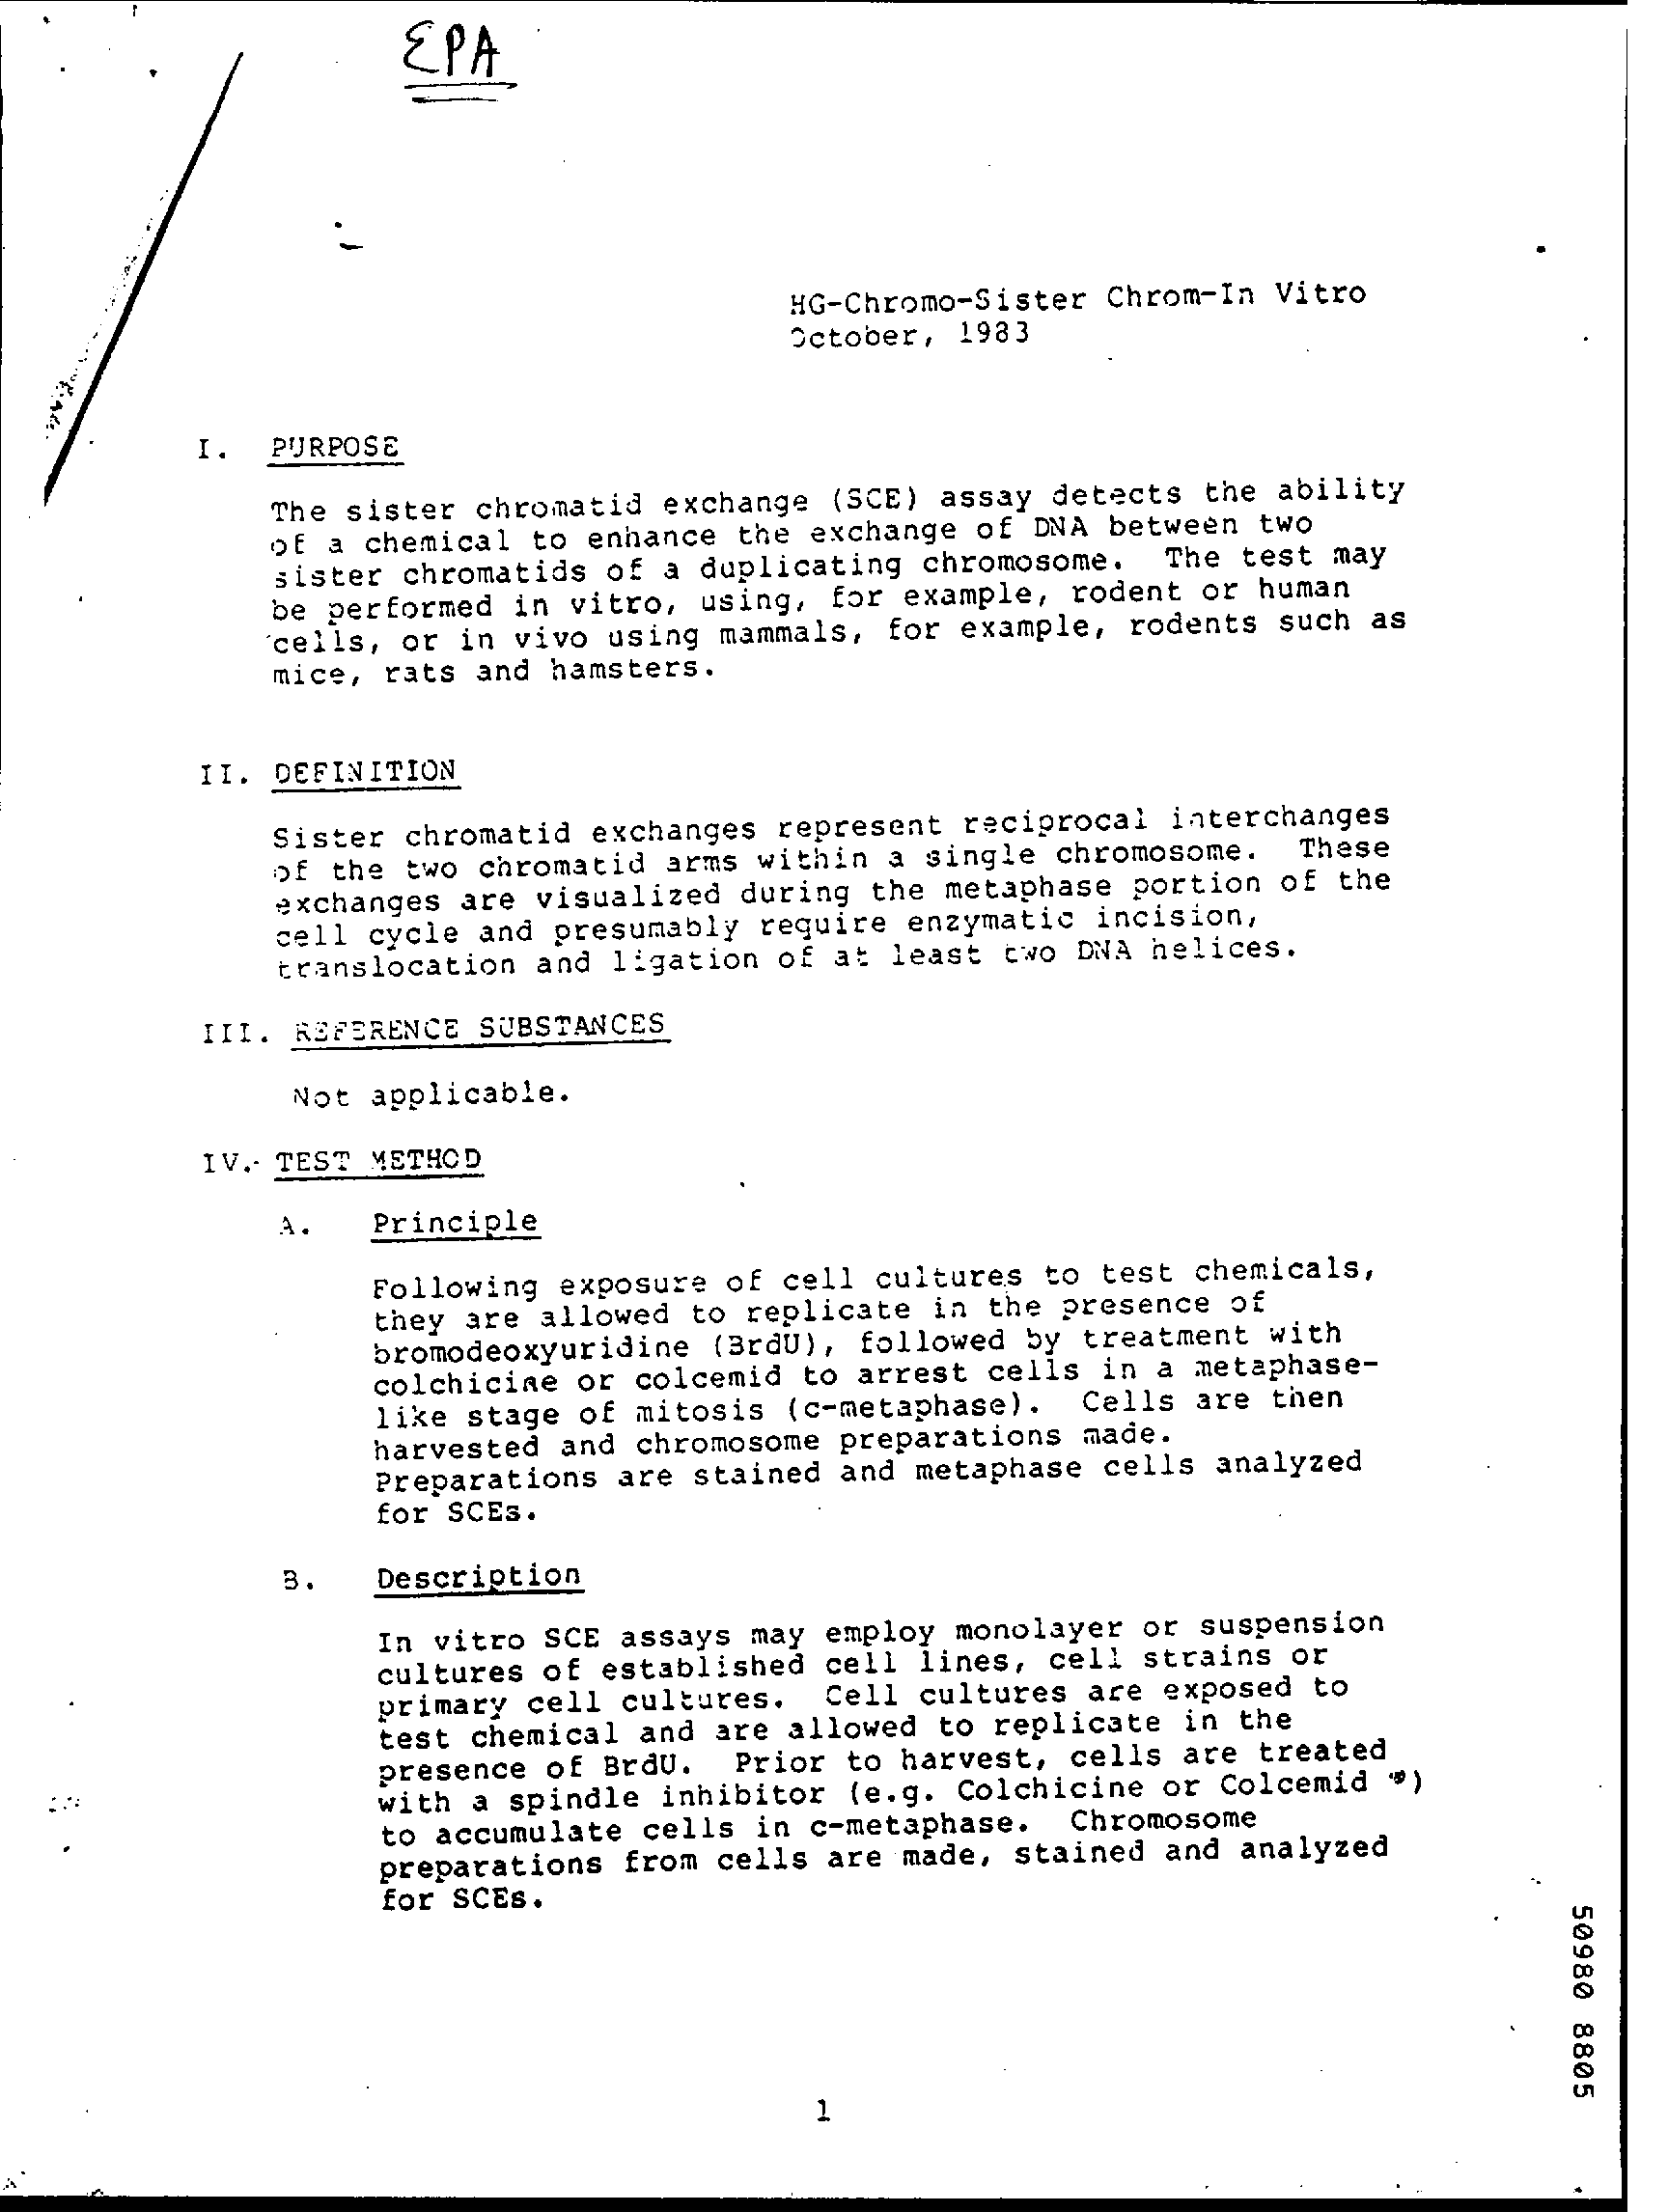 EPA
HG-Chromo-Sister Chrom-In Vitro
October, 1983
I. PURPOSE
The sister chromatid exchange (SCE) assay detects the ability
of a chemical to enhance the exchange of DNA between two
sister chromatids of a duplicating chromosome. The test may
be performed in vitro, using, for example, rodent or human
cells, or in vivo using mammals, for example, rodents such as
mice, rats and hamsters.
II. DEFINITION
Sister chromatid exchanges represent reciprocal interchanges
of the two chromatid arms within a single chromosome. These
exchanges are visualized during the metaphase portion of the
cell cycle and presumably require enzymatic incision,
translocation and ligation of at least two DNA helices.
III. REFERENCE SUBSTANCES
Not applicable.
IV. TEST METHOD
A. Principle
Following exposure of cell cultures to test chemicals,
they are allowed to replicate in the presence of
bromodeoxyuridine (BrdU), followed by treatment with
colchicine or colcemid to arrest cells in a metaphase-
like stage of mitosis (c-metaphase). Cells are then
harvested and chromosome preparations made.
Preparations are stained and metaphase cells analyzed
for SCEs.
B. Description
In vitro SCE assays may employ monolayer or suspension
cultures of established cell lines, cell strains or
primary cell cultures. Cell cultures are exposed to
test chemical and are allowed to replicate in the
presence of BrdU. Prior to harvest, cells are treated
with a spindle inhibitor (e.g. Colchicine or Colcemid ®)
to accumulate cells in c-metaphase. Chromosome
preparations from cells are made, stained and analyzed
for SCEs.
50980 8805
1